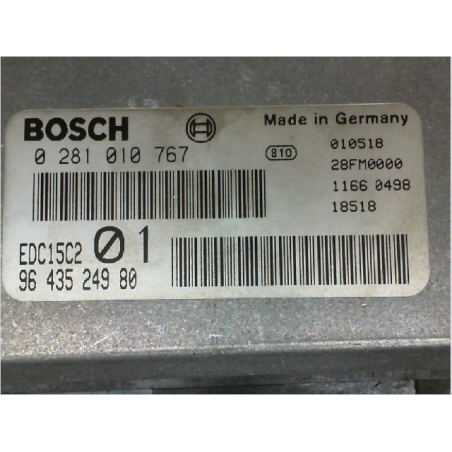 BOSCH
Made in Germany
0 281 010 767
810
010518
28FM0000
1166 0498
18518
EDC15C2 01
96 435 249 80